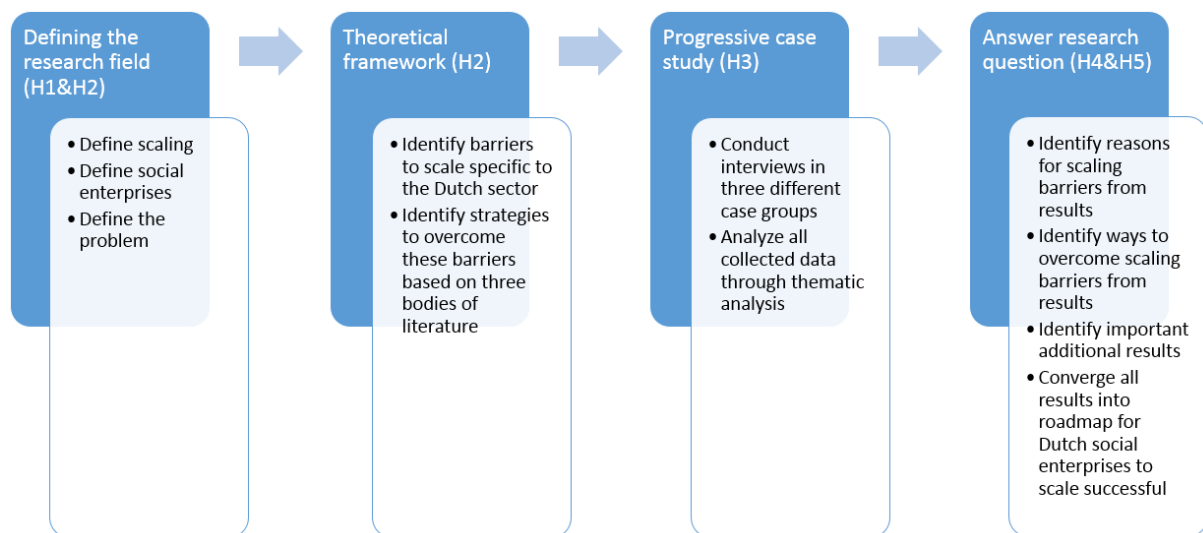 Defining the
research field
(H1&H2)
• Define scaling
• Define social
enterprises
• Define the
problem
Theoretical
framework (H2)
• Identify barriers
to scale specific to
the Dutch sector
• Identify strategies
to overcome
these barriers
based on three
bodies of
literature
Progressive case
study (H3)
• Conduct
interviews in
three different
case groups
• Analyze all
collected data
through thematic
analysis
Answer research
question (H4&H5)
• Identify reasons
for scaling
barriers from
results
• Identify ways to
overcome scaling
barriers from
results
• Identify important
additional results
• Converge all
results into
roadmap for
Dutch social
enterprises to
scale successful